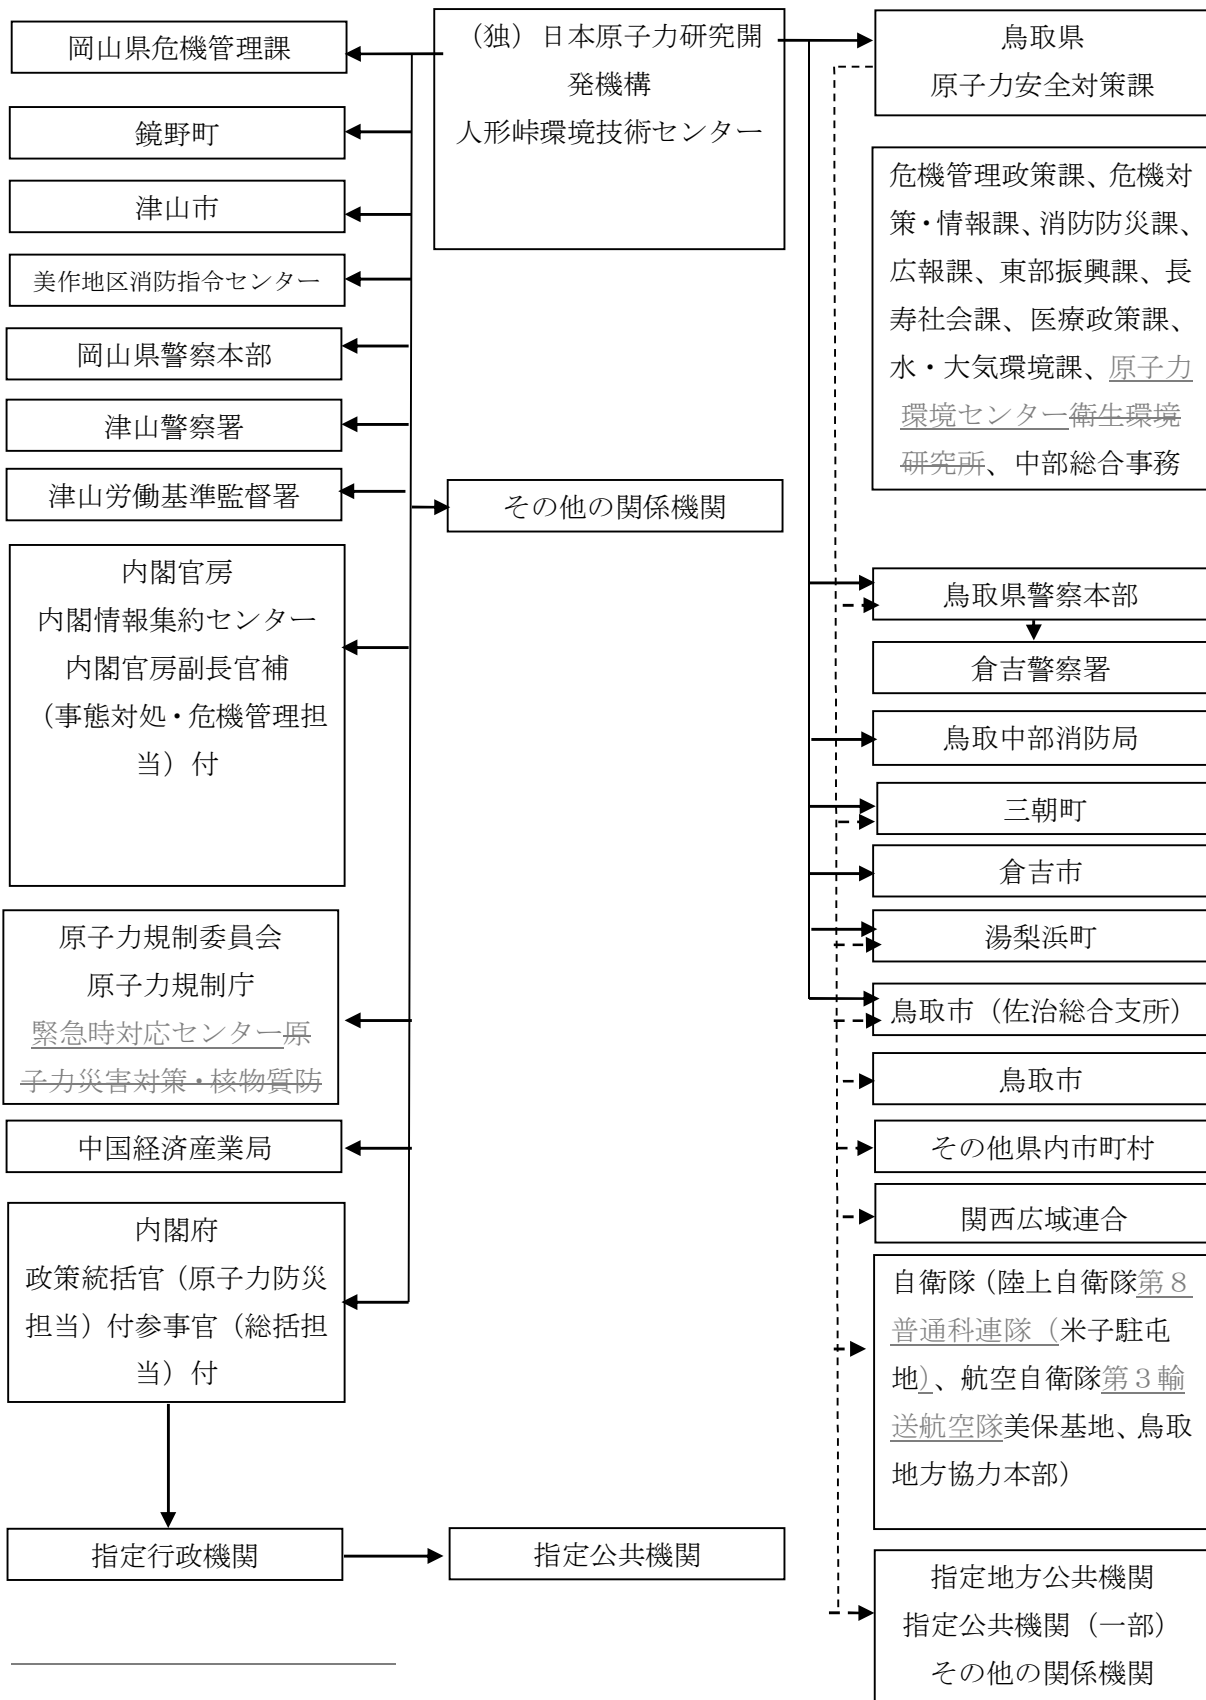 岡山県危機管理課
鏡野町
津山市
美作地区消防指令センター
岡山県警察本部
津山警察署
津山労働基準監督署
内閣官房
内閣情報集約センター
内閣官房副長官補
（事態対処・危機管理担
当）付
原子力規制委員会
原子力規制庁
緊急時対応センター原
子力災害対策・核物質防
中国経済産業局
内閣府
政策統括官（原子力防災
担当）付参事官（総括担
当）付
指定行政機関
（独）日本原子力研究開
発機構
人形峠環境技術センター
その他の関係機関
指定公共機関
鳥取県
原子力安全対策課
危機管理政策課、危機対
策・情報課、消防防災課、
広報課、東部振興課、長
寿社会課、医療政策課、
水・大気環境課、原子力
環境センター衛生環境
研究所、中部総合事務
鳥取県警察本部
倉吉警察署
鳥取中部消防局
三朝町
倉吉市
湯梨浜町
鳥取市（佐治総合支所）
鳥取市
その他県内市町村
関西広域連合
自衛隊（陸上自衛隊第８
普通科連隊（米子駐屯
地）、航空自衛隊第３輸
送航空隊美保基地、鳥取
地方協力本部）
指定地方公共機関
指定公共機関（一部）
その他の関係機関